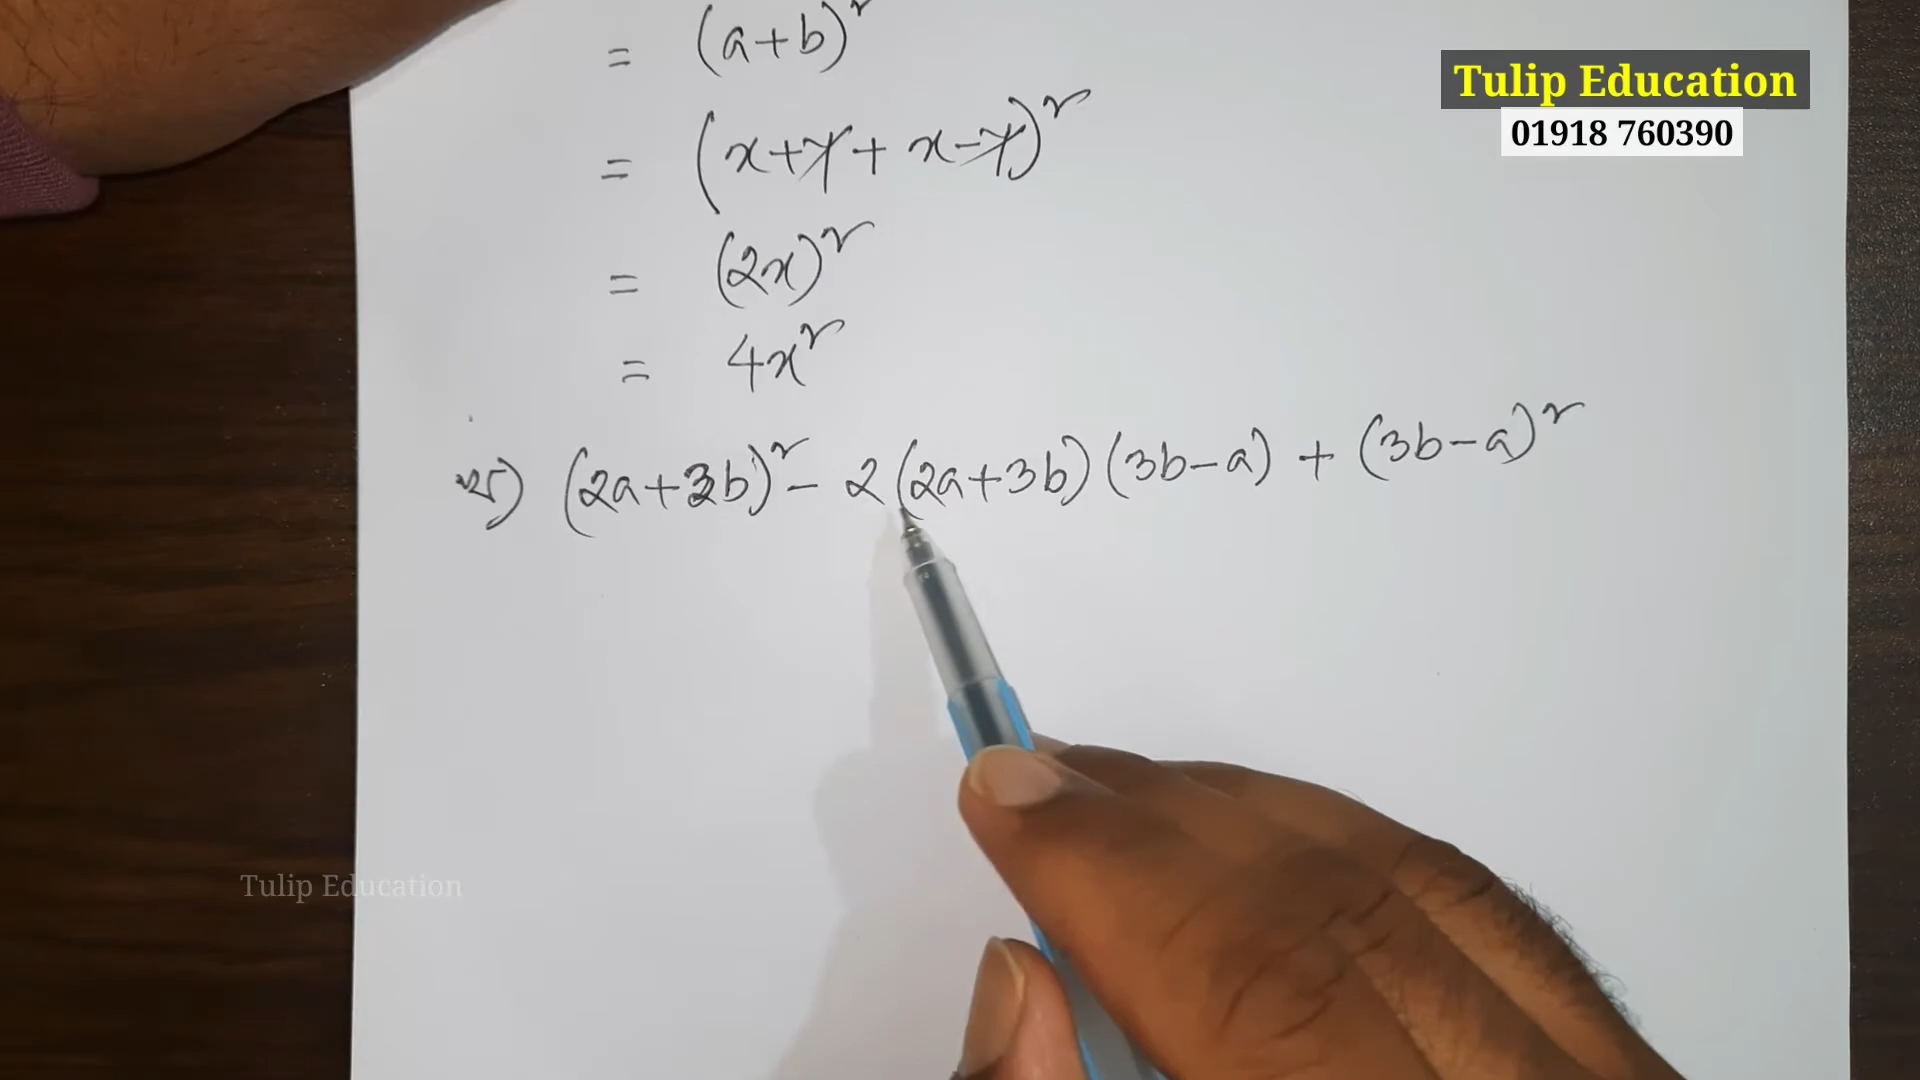 = (a+b)²
= (x+y+ x-y)²
= (2x)²
= 4x²
খ) (2a+3b)² - 2(2a+3b)(3b-a) + (3b-a)²
Tulip Education
01918 760390
Tulip Education